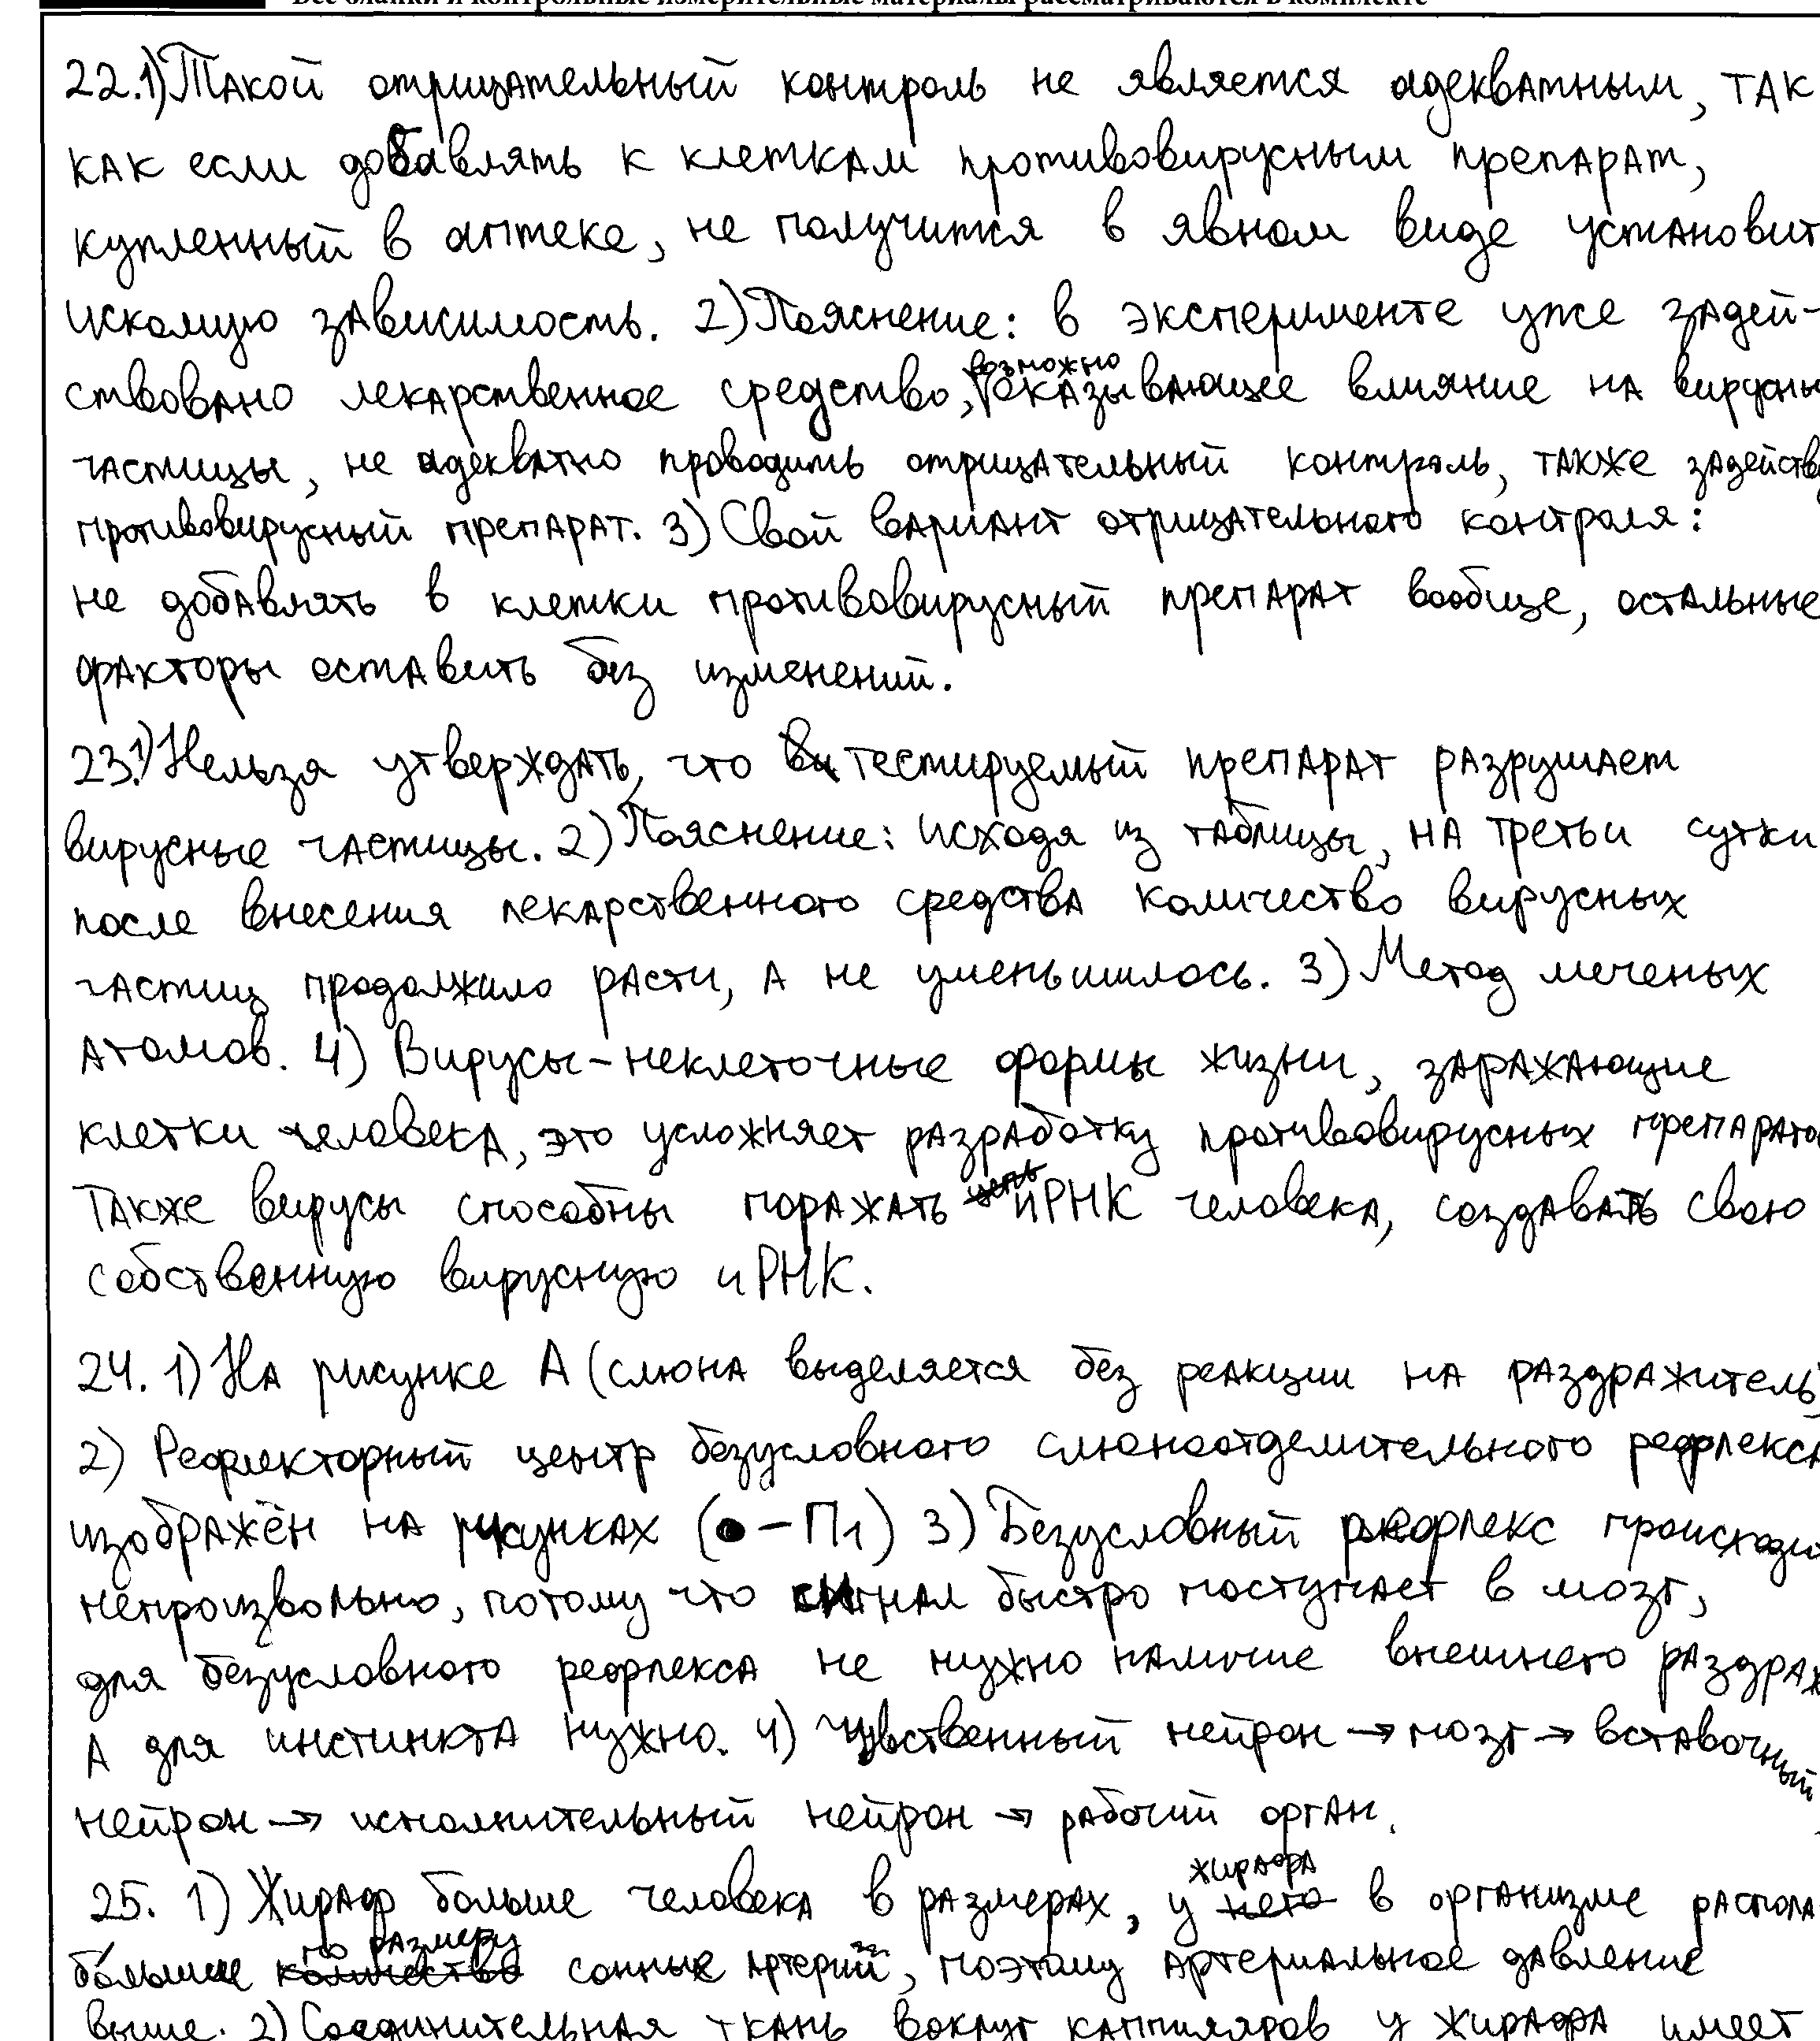 Все бланки и контрольные измерительные материалы рассматриваются в комплекте
22.1) Такой отрицательный контроль не является адекватным, так
как если добавлять к клеткам противовирусным препарат,
купленный в аптеке, не получится в явном виде установит
искомую зависимость. 2) Пояснение: в эксперименте уже задей-
ствовано лекарственное средство, возможно оказывающее влияние на вирусны
частицы, не адекватно проводить отрицательный контроль, также задейств
противовирусный препарат. 3) Свой вариант отрицательного контроля:
не добавлять в клетки противовирусный препарат вообще, остальные
факторы оставить без изменений.
23.1) Нельзя утверждать, что тестируемый препарат разрушает
вирусные частицы. 2) Пояснение: исходя из таблицы, на третьи сутки
после внесения лекарственного средства количество вирусных
частиц продолжило расти, а не уменьшилось. 3) Метод меченых
атомов. 4) Вирусы - неклеточные формы жизни, заражающие
клетки человека, это усложняет разработку противовирусных препарато
Также вирусы способны поражать иРНК человека, создавать свою
собственную вирусную иРНК.
24. 1) На рисунке А (слюна выделяется без реакции на раздражитель)
2) Рефлекторный центр безусловного слюноотделительного рефлекса
изображён на рисунках (● - П1) 3) Безусловный рефлекс происходит
непроизвольно, потому что сигнал быстро поступает в мозг,
для безусловного рефлекса не нужно наличие внешнего раздраж
А для инстинкта нужно. 4) Чувственный нейрон → мозг → вставочный
нейрон → исполнительный нейрон → рабочий орган.
25. 1) Жираф больше человека в размерах, у него жирафа в организме распола
бо́льшие количество по размеру сонные артерии, поэтому артериальное давление
выше. 2) Соединительная ткань вокруг капилляров у жирафа имеет